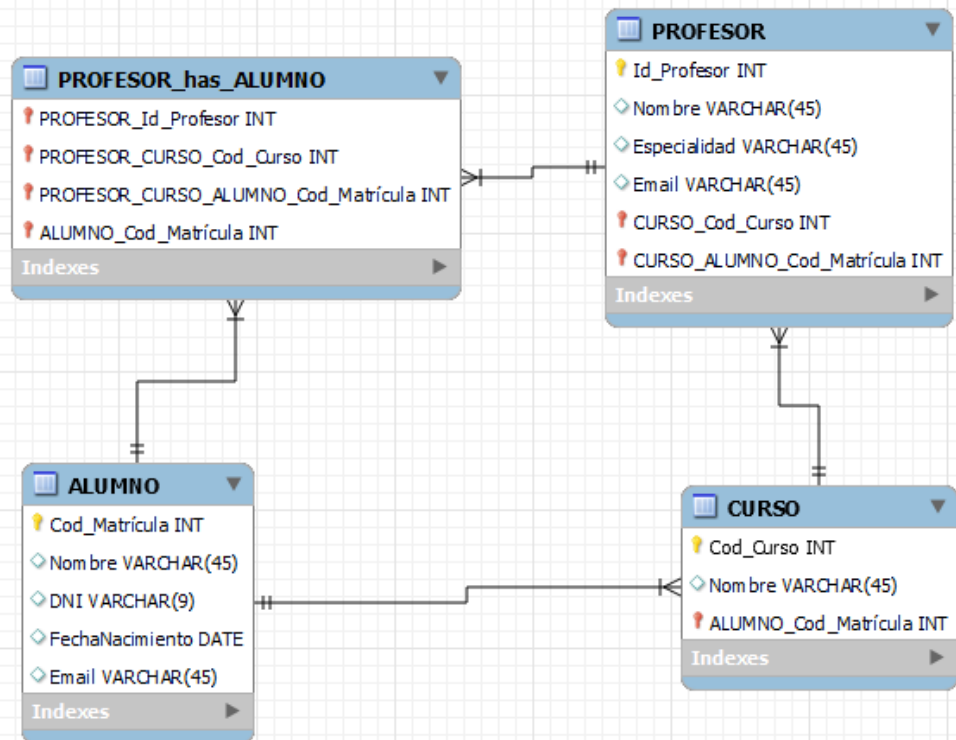 PROFESOR_has_ALUMNO
PROFESOR_Id_Profesor INT
PROFESOR_CURSO_Cod_Curso INT
PROFESOR_CURSO_ALUMNO_Cod_Matrícula INT
ALUMNO_Cod_Matrícula INT
Indexes
PROFESOR
Id_Profesor INT
Nombre VARCHAR(45)
Especialidad VARCHAR(45)
Email VARCHAR(45)
CURSO_Cod_Curso INT
CURSO_ALUMNO_Cod_Matrícula INT
Indexes
ALUMNO
Cod_Matrícula INT
Nombre VARCHAR(45)
DNI VARCHAR(9)
FechaNacimiento DATE
Email VARCHAR(45)
Indexes
CURSO
Cod_Curso INT
Nombre VARCHAR(45)
ALUMNO_Cod_Matrícula INT
Indexes